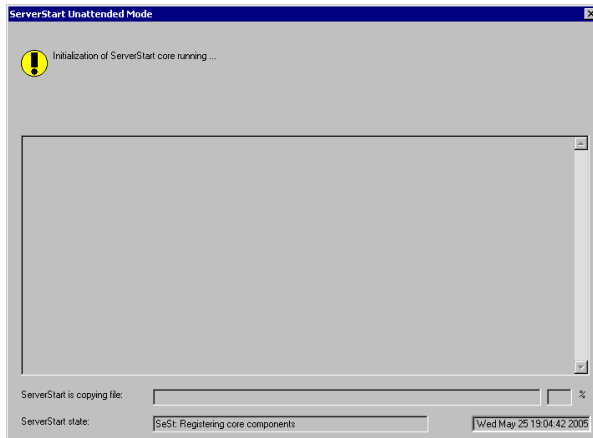 ServerStart Unattended Mode
Initialization of ServerStart core running ...
ServerStart is copying file:
%
ServerStart state:
SeSt: Registering core components
Wed May 25 19:04:42 2005